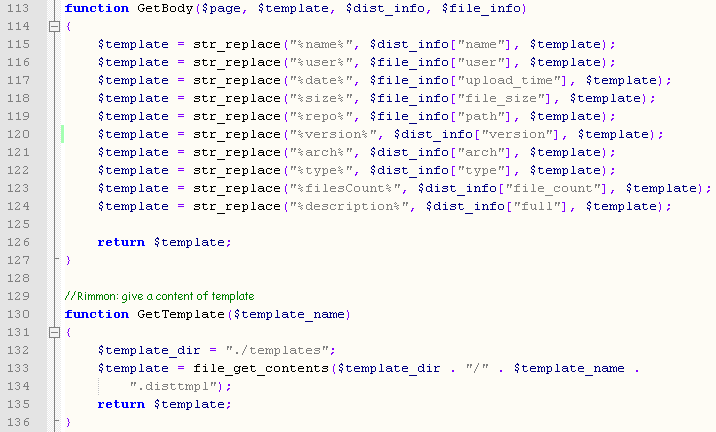 113 function GetBody($page, $template, $dist_info, $file_info)
114 {
115 $template = str_replace("%name%", $dist_info["name"], $template);
116 $template = str_replace("%user%", $file_info["user"], $template);
117 $template = str_replace("%date%", $file_info["upload_time"], $template);
118 $template = str_replace("%size%", $file_info["file_size"], $template);
119 $template = str_replace("%repo%", $file_info["path"], $template);
120 $template = str_replace("%version%", $dist_info["version"], $template);
121 $template = str_replace("%arch%", $dist_info["arch"], $template);
122 $template = str_replace("%type%", $dist_info["type"], $template);
123 $template = str_replace("%filesCount%", $dist_info["file_count"], $template);
124 $template = str_replace("%description%", $dist_info["full"], $template);
125
126 return $template;
127 }
128
129 //Rimmon: give a content of template
130 function GetTemplate($template_name)
131 {
132 $template_dir = "./templates";
133 $template = file_get_contents($template_dir . "/" . $template_name .
134 ".disttmpl");
135 return $template;
136 }